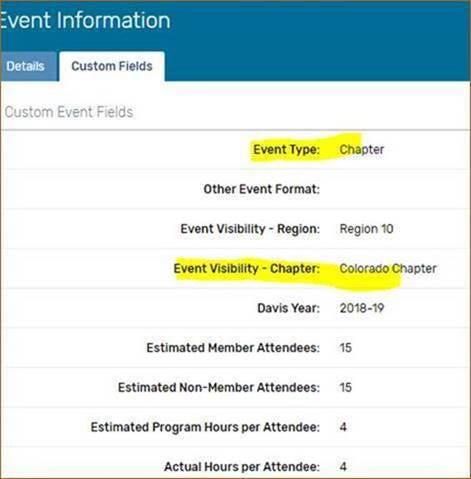 Event Information
Details Custom Fields
Custom Event Fields
Event Type: Chapter
Other Event Format:
Event Visibility - Region: Region 10
Event Visibility - Chapter: Colorado Chapter
Davis Year: 2018-19
Estimated Member Attendees: 15
Estimated Non-Member Attendees: 15
Estimated Program Hours per Attendee: 4
Actual Hours per Attendee: 4